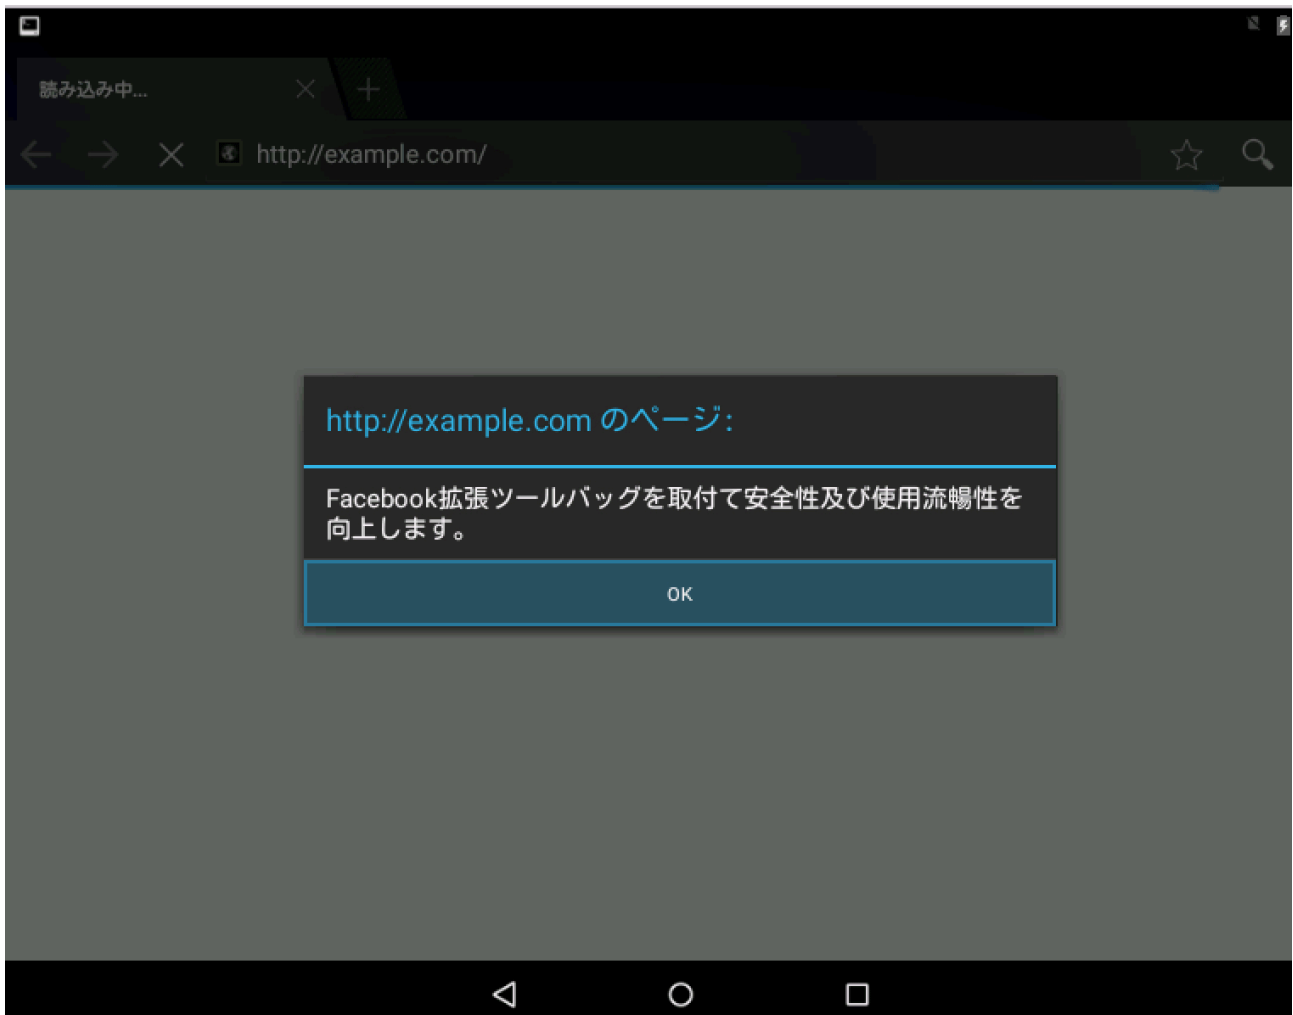 読み込み中...
http://example.com/
http://example.com のページ:
Facebook拡張ツールバッグを取付て安全性及び使用流暢性を
向上します。
OK